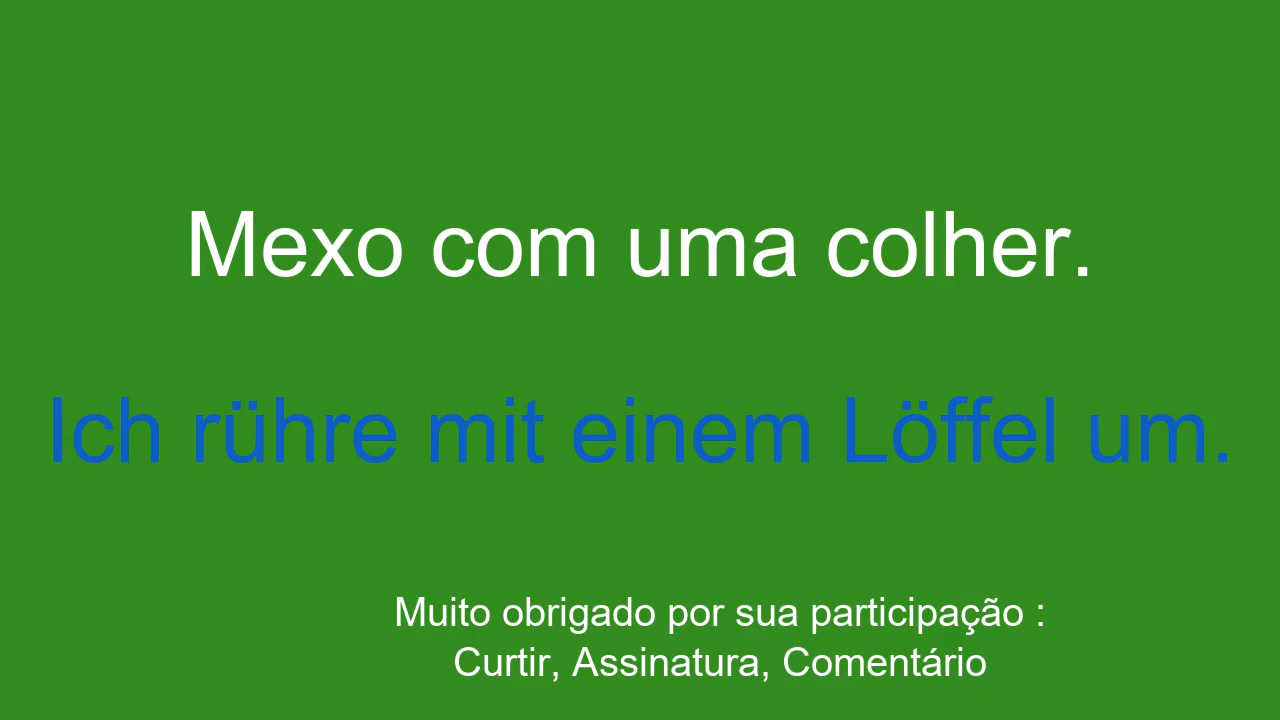 Mexo com uma colher.
Ich rühre mit einem Löffel um.
Muito obrigado por sua participação :
Curtir, Assinatura, Comentário